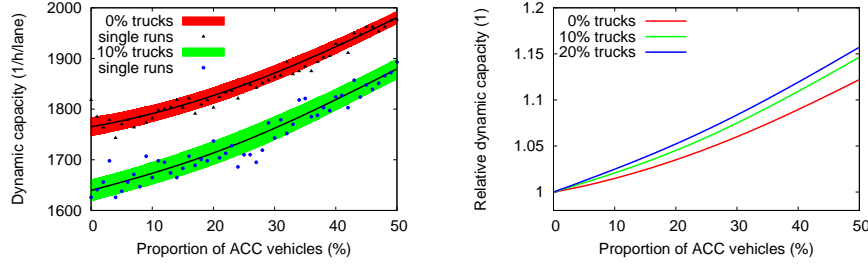 Dynamic capacity (1/h/lane)
2000
1900
1800
1700
1600
0% trucks
single runs
10% trucks
single runs
0 10 20 30 40 50
Proportion of ACC vehicles (%)
Relative dynamic capacity (1)
1.2
1.15
1.1
1.05
1
0% trucks
10% trucks
20% trucks
0 10 20 30 40 50
Proportion of ACC vehicles (%)